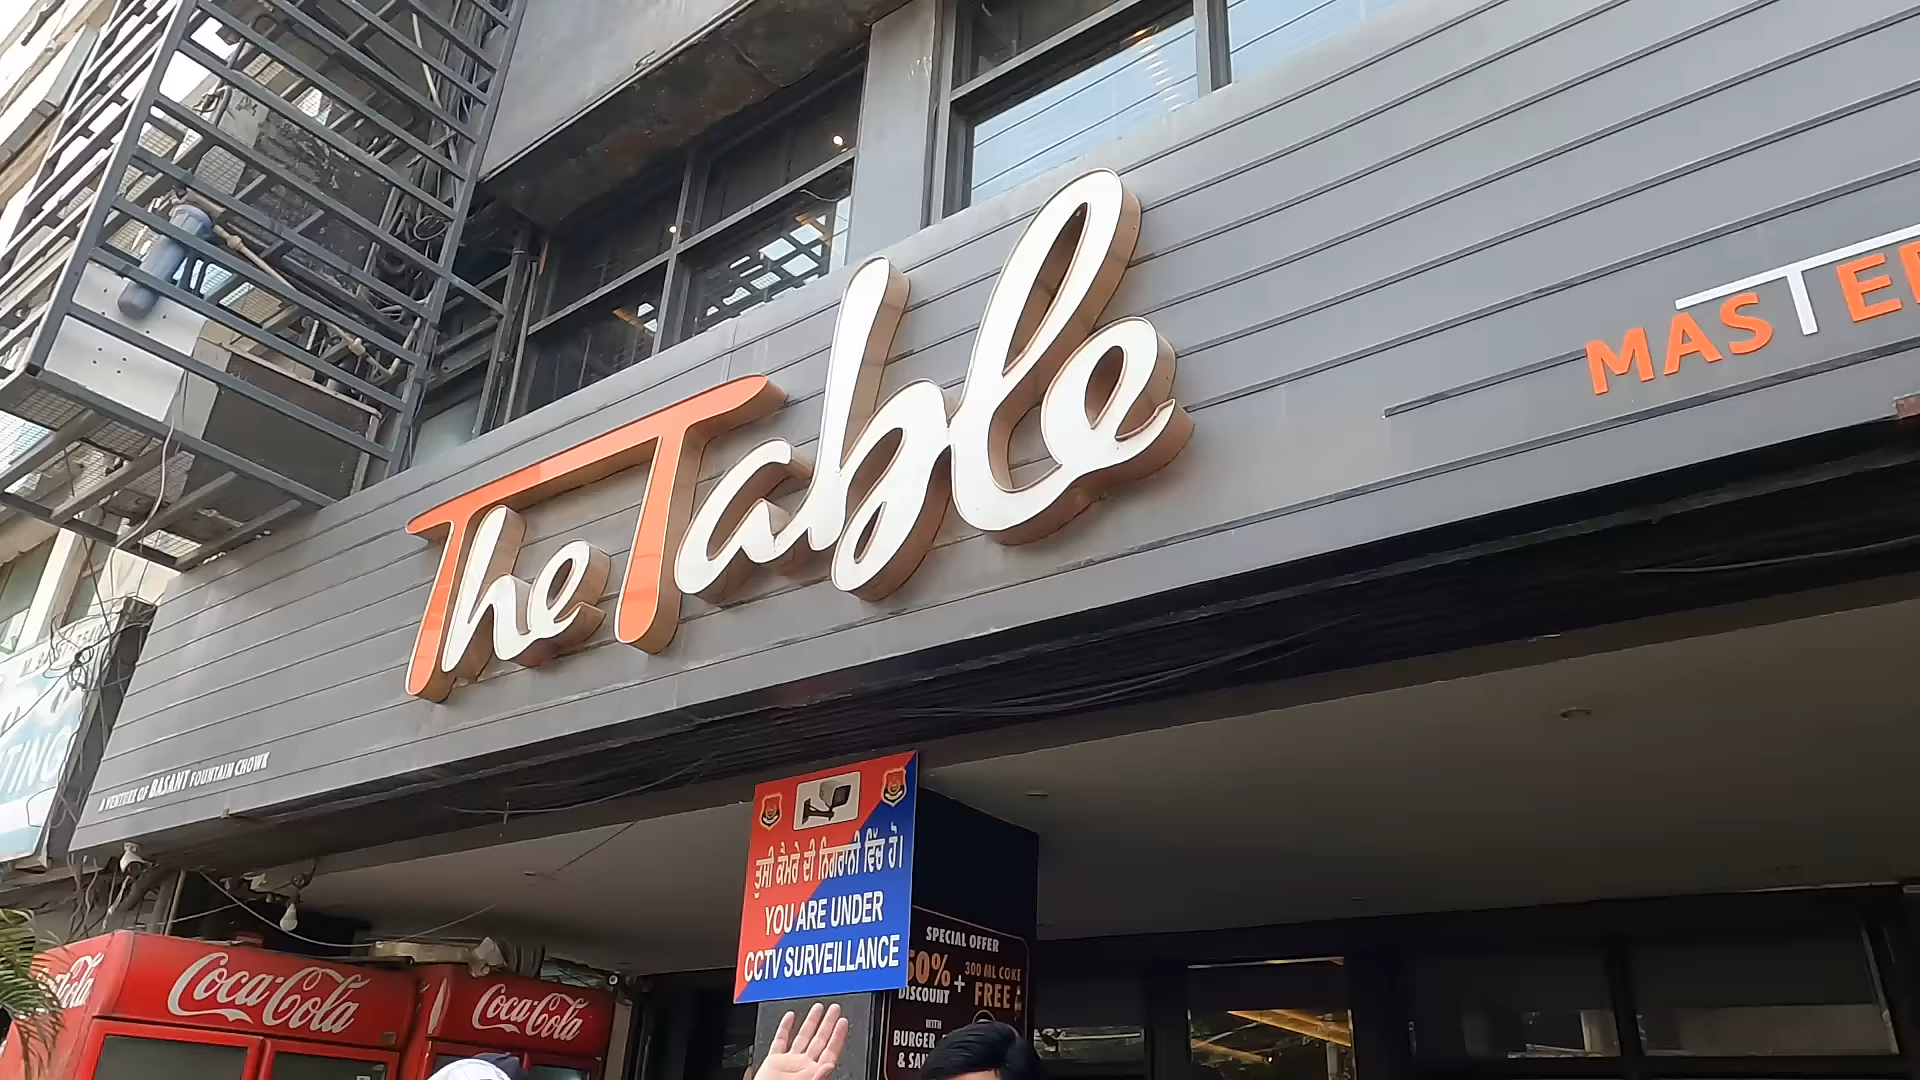 The Table
A VENTURE OF BASANT FOUNTAIN CHOWK
ਤੁਸੀ ਕੈਮਰੇ ਦੀ ਨਿਗਰਾਨੀ ਵਿੱਚ ਹੋ।
YOU ARE UNDER
CCTV SURVEILLANCE
SPECIAL OFFER
50%
DISCOUNT
+
300 ML COKE
FREE
WITH
BURGER
&
Coca-Cola
Coca-Cola